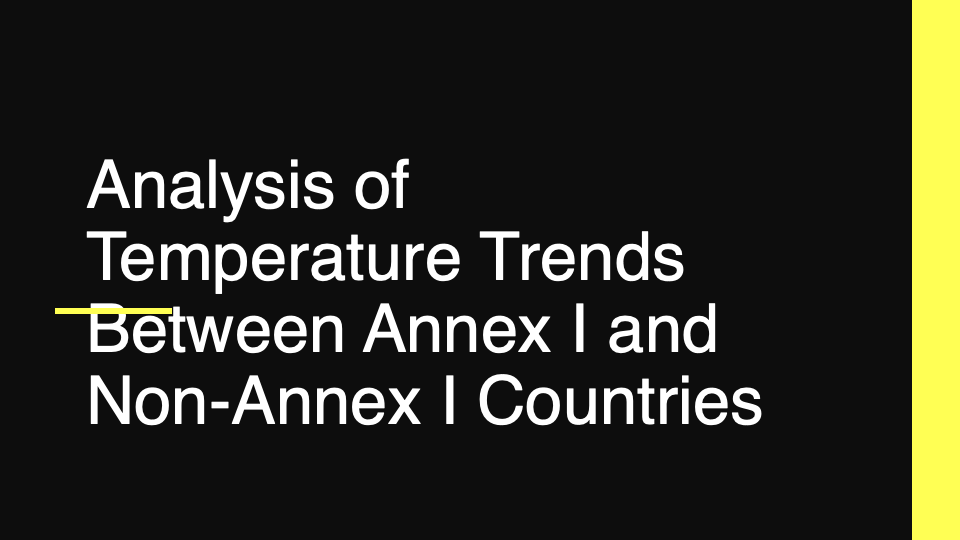 Analysis of
Temperature Trends
Between Annex I and
Non-Annex I Countries